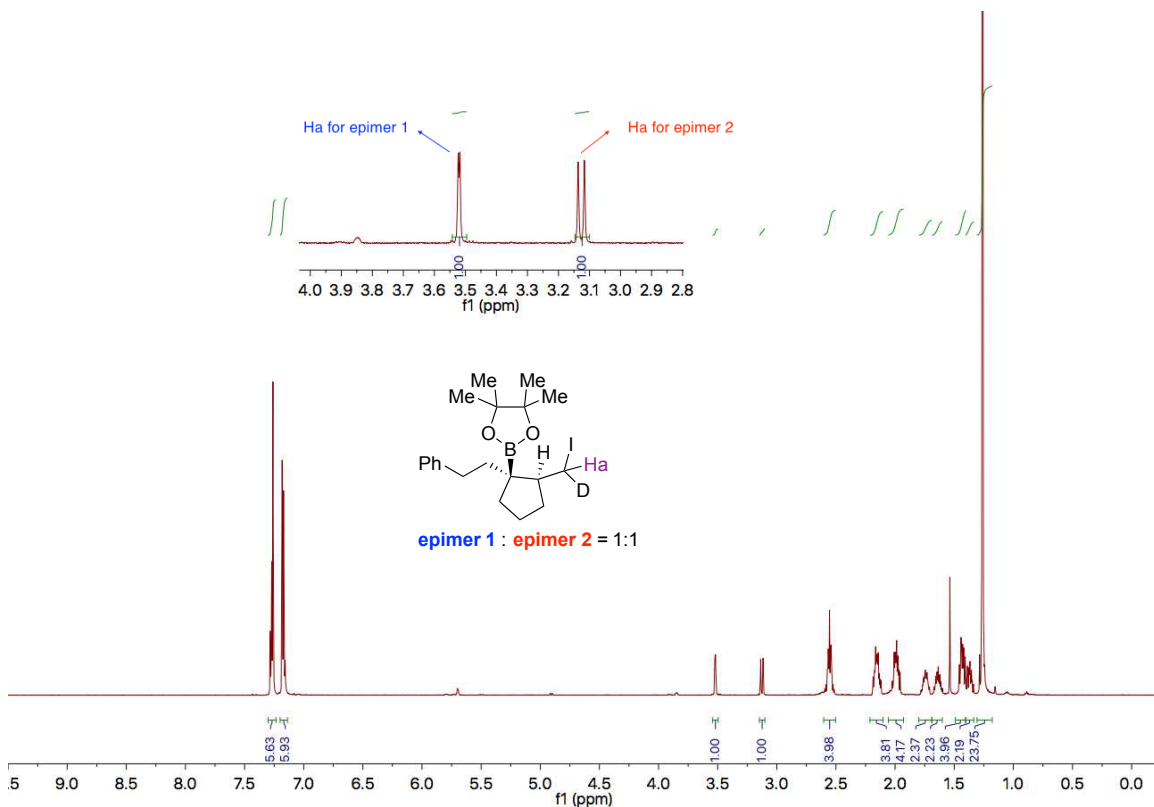 Ha for epimer 1
Ha for epimer 2
1.00
1.00
4.0 3.9 3.8 3.7 3.6 3.5 3.4 3.3 3.2 3.1 3.0 2.9 2.8
f1 (ppm)
Me Me
Me Me
O O
B H I
Ph Ha
D
epimer 1 : epimer 2 = 1:1
5.63 5.93 1.00 1.00 3.98 3.81 4.17 2.37 2.23 3.96 2.19 23.75
.5 9.0 8.5 8.0 7.5 7.0 6.5 6.0 5.5 5.0 4.5 4.0 3.5 3.0 2.5 2.0 1.5 1.0 0.5 0.0
f1 (ppm)